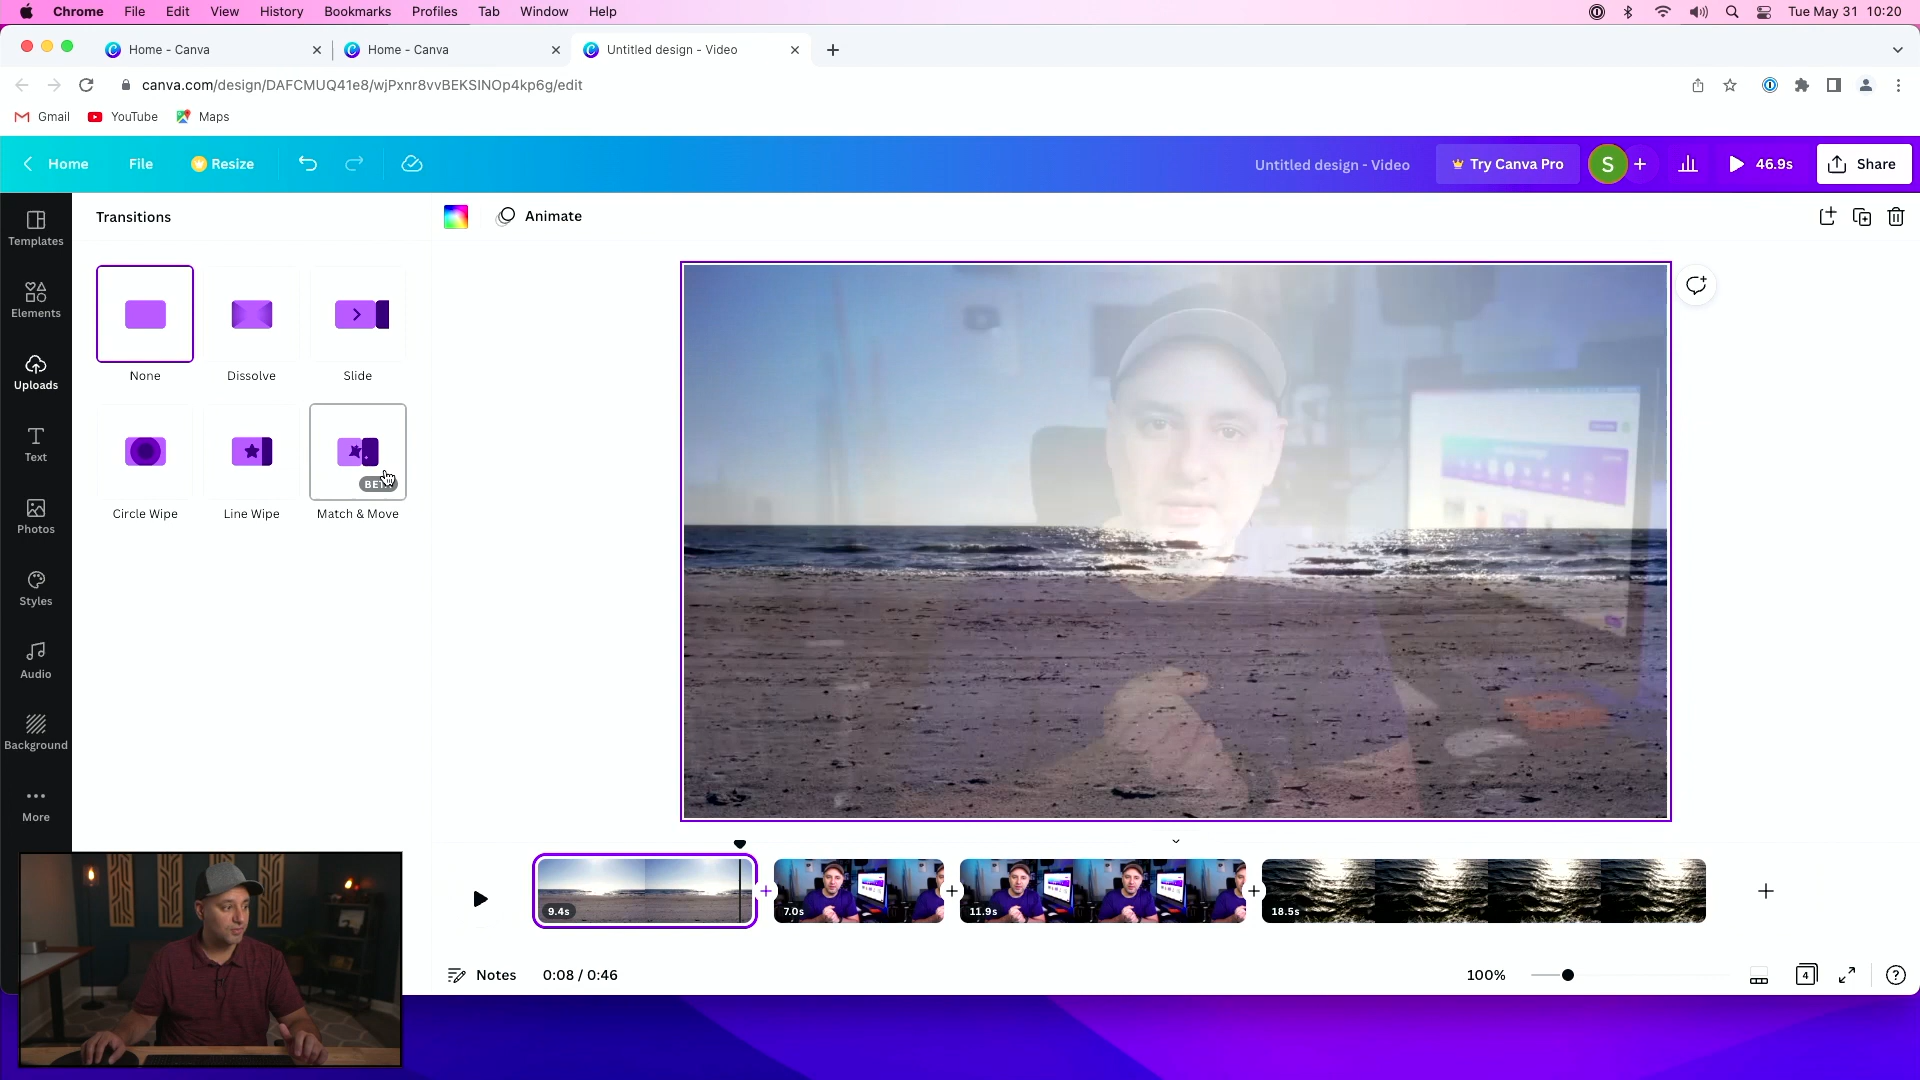 Chrome File Edit View History Bookmarks Profiles Tab Window Help Tue May 31 10:20
Home - Canva Home - Canva Untitled design - Video
canva.com/design/DAFCMUQ41e8/wjPxnr8vvBEKSINOp4kp6g/edit
Gmail YouTube Maps
Home File Resize Untitled design - Video Try Canva Pro S 46.9s Share
Transitions
Animate
Templates
Elements
Uploads
Text
Photos
Styles
Audio
Background
More
None Dissolve Slide
Circle Wipe Line Wipe Match & Move
9.4s 7.0s 11.9s 18.5s
Notes 0:08 / 0:46 100% 4